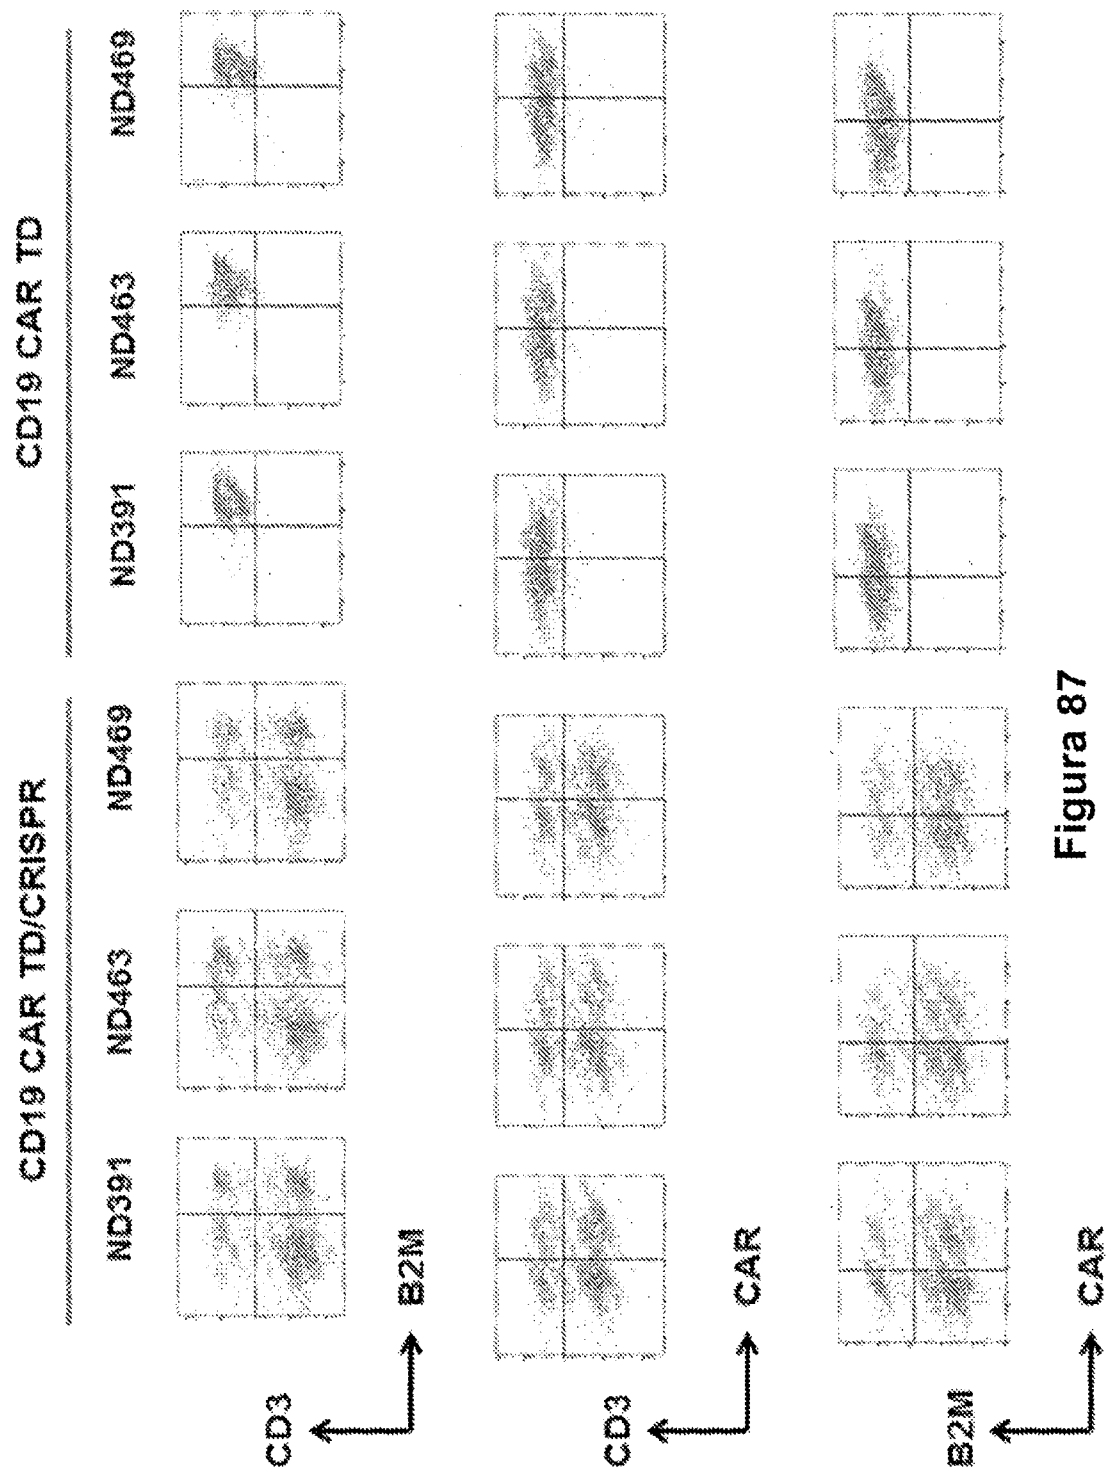 CD19 CAR TD/CRISPR
CD19 CAR TD
ND391
ND463
ND469
ND391
ND463
ND469
CD3
B2M
CD3
CAR
B2M
CAR
Figura 87